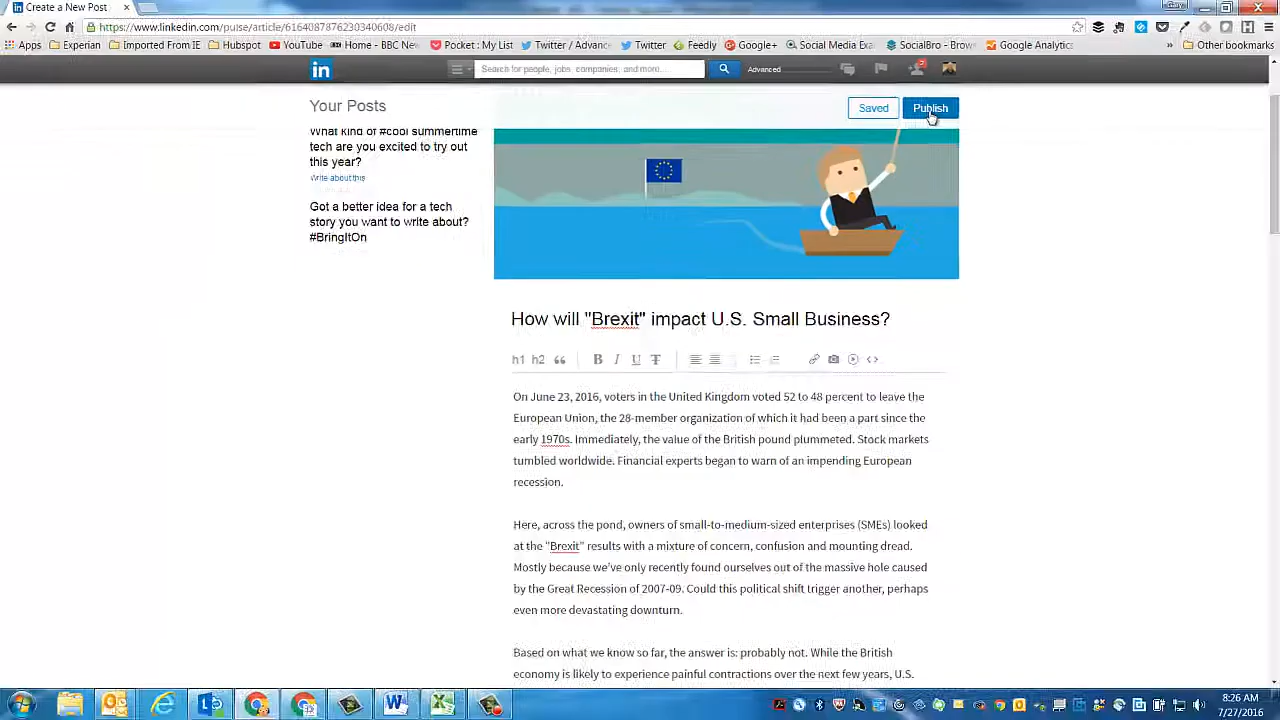 Create a New Post
https://www.linkedin.com/pulse/article/6164087876230340608/edit
Apps Experian Imported From IE Hubspot YouTube Home - BBC New Pocket : My List Twitter / Advance Twitter Feedly Google+ Social Media Exa SocialBro - Brow Google Analytics » Other bookmarks
in Search for people, jobs, companies, and more... Advanced
Your Posts Saved Publish
What kind of #cool summertime
tech are you excited to try out
this year?
Write about this
Got a better idea for a tech
story you want to write about?
#BringItOn
How will "Brexit" impact U.S. Small Business?
h1 h2 “ B I U T
On June 23, 2016, voters in the United Kingdom voted 52 to 48 percent to leave the
European Union, the 28-member organization of which it had been a part since the
early 1970s. Immediately, the value of the British pound plummeted. Stock markets
tumbled worldwide. Financial experts began to warn of an impending European
recession.
Here, across the pond, owners of small-to-medium-sized enterprises (SMEs) looked
at the "Brexit" results with a mixture of concern, confusion and mounting dread.
Mostly because we've only recently found ourselves out of the massive hole caused
by the Great Recession of 2007-09. Could this political shift trigger another, perhaps
even more devastating downturn.
Based on what we know so far, the answer is: probably not. While the British
economy is likely to experience painful contractions over the next few years, U.S.
8:26 AM
7/27/2016